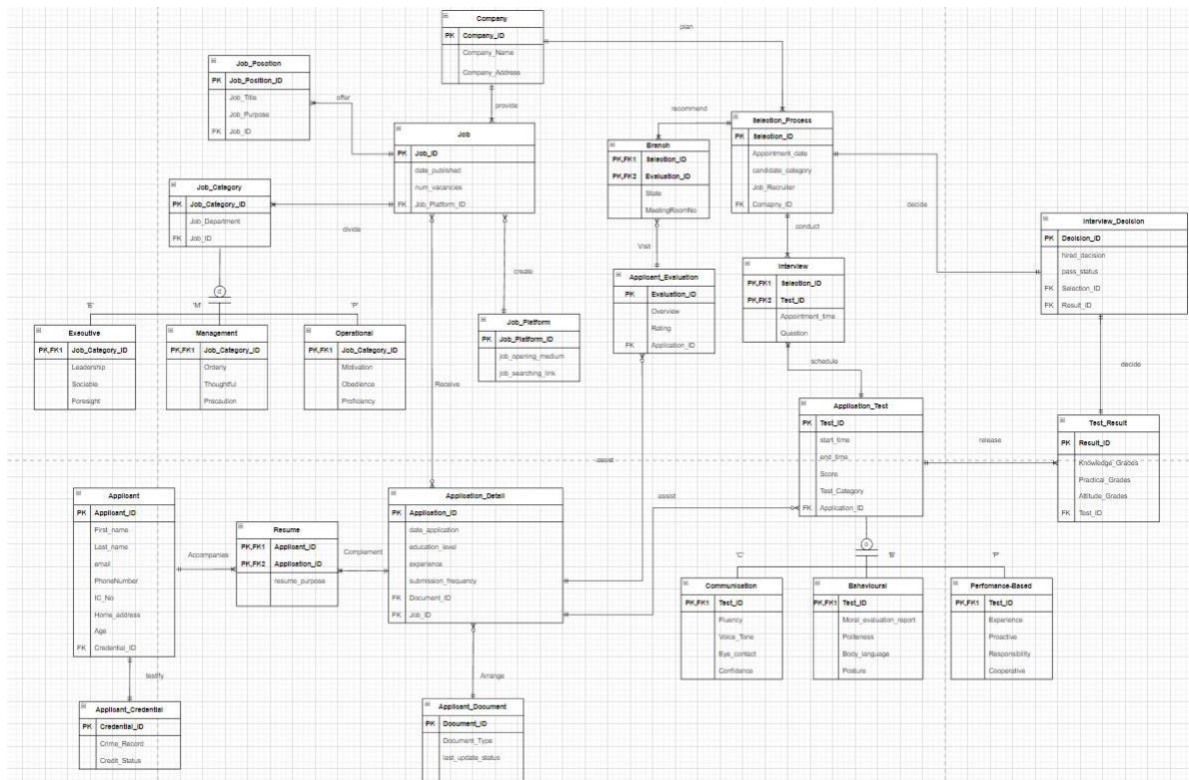 Company
PK Company_ID
Company_Name
Company_Address
plan
Job_Position
PK Job_Position_ID
Job_Title
Job_Purpose
FK Job_ID
offer
provide
recommend
Job
PK Job_ID
date_published
num_vacancies
FK Job_Platform_ID
Branch
PK,FK1 Selection_ID
PK,FK2 Evaluation_ID
State
MeetingRoomNo
Selection_Process
PK Selection_ID
Appointment_date
candidate_category
Job_Recruiter
FK Comapny_ID
Job_Category
PK Job_Category_ID
Job_Department
FK Job_ID
divide
decide
conduct
Visit
Interview_Decision
PK Decision_ID
hired_decision
pass_status
FK Selection_ID
FK Result_ID
create
Applicant_Evaluation
PK Evaluation_ID
Overview
Rating
FK Application_ID
Interview
PK,FK1 Selection_ID
PK,FK2 Test_ID
Appointment_time
Question
d
'E'
'M'
'P'
Executive
PK,FK1 Job_Category_ID
Leadership
Sociable
Foresight
Management
PK,FK1 Job_Category_ID
Orderly
Thoughtful
Precaution
Operational
PK,FK1 Job_Category_ID
Motivation
Obedience
Proficiency
Job_Platform
PK Job_Platform_ID
job_opening_medium
job_searching_link
schedule
decide
Receive
Application_Test
PK Test_ID
start_time
end_time
Score
Test_Category
FK Application_ID
release
Test_Result
PK Result_ID
Knowledge_Grades
Practical_Grades
Attitude_Grades
FK Test_ID
assist
assist
Applicant
PK Applicant_ID
First_name
Last_name
email
PhoneNumber
IC_No
Home_address
Age
FK Credential_ID
Accompanies
Resume
PK,FK1 Applicant_ID
PK,FK2 Application_ID
resume_purpose
Complement
Application_Detail
PK Application_ID
date_application
education_level
experience
submission_frequency
FK Document_ID
FK Job_ID
d
'C'
'B'
'P'
Communication
PK,FK1 Test_ID
Fluency
Voice_Tone
Eye_contact
Confidence
Bahavioural
PK,FK1 Test_ID
Moral_evaluation_report
Politeness
Body_language
Posture
Perfomance-Based
PK,FK1 Test_ID
Experience
Proactive
Responsibility
Cooperative
testify
Arrange
Applicant_Credential
PK Credential_ID
Crime_Record
Credit_Status
Applicant_Document
PK Document_ID
Document_Type
last_update_status